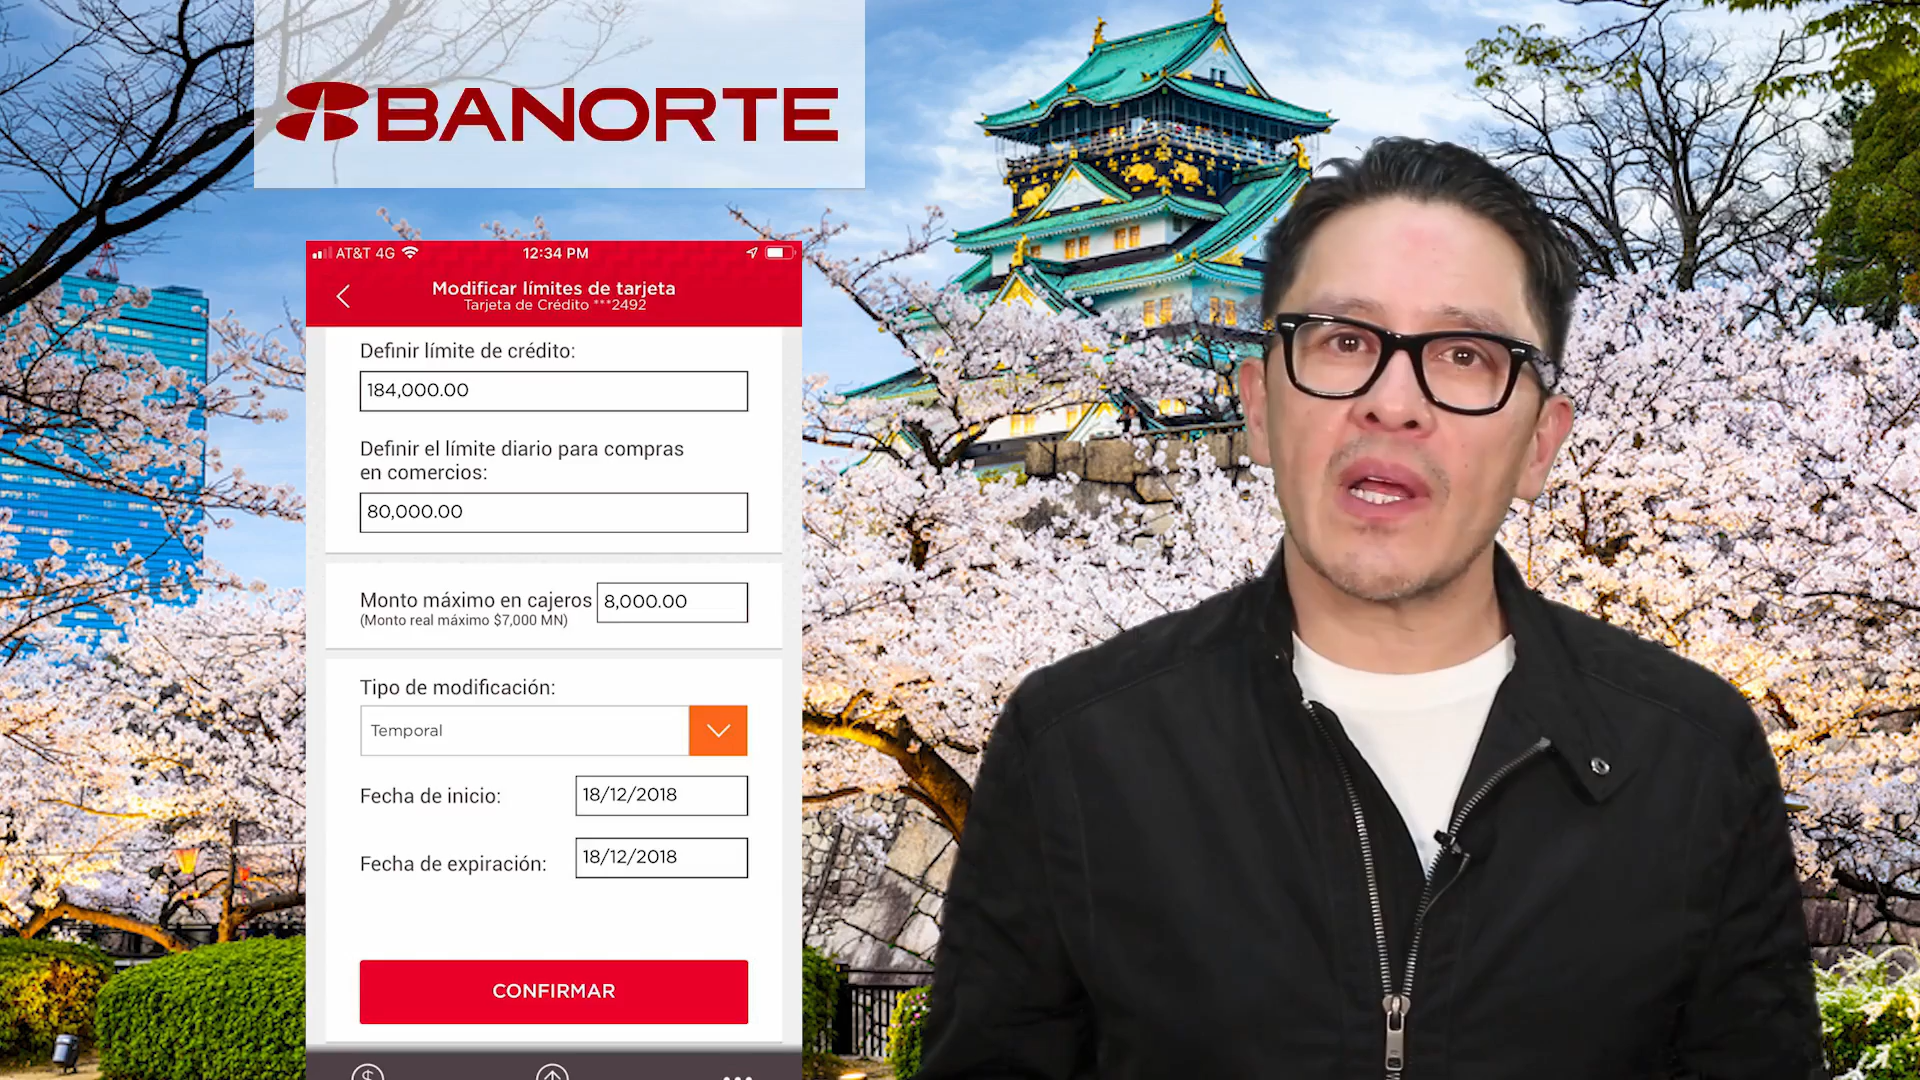 BANORTE
AT&T 4G 12:34 PM
Modificar límites de tarjeta
Tarjeta de Crédito ***2492
Definir límite de crédito:
184,000.00
Definir el límite diario para compras
en comercios:
80,000.00
Monto máximo en cajeros 8,000.00
(Monto real máximo $7,000 MN)
Tipo de modificación:
Temporal
Fecha de inicio: 18/12/2018
Fecha de expiración: 18/12/2018
CONFIRMAR